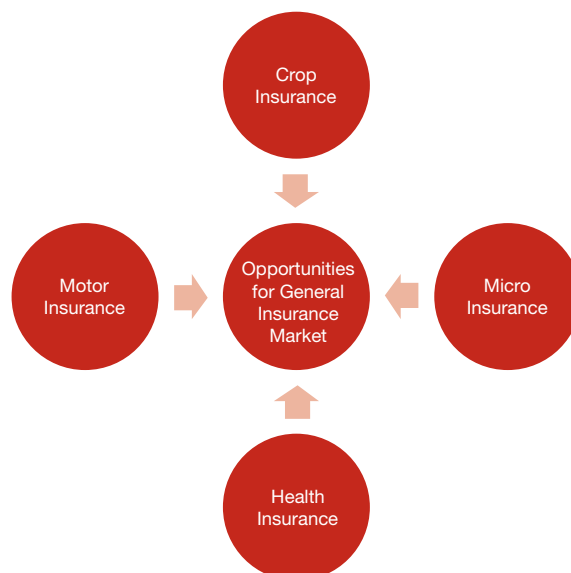 Crop
Insurance
Motor
Insurance
Opportunities
for General
Insurance
Market
Micro
Insurance
Health
Insurance